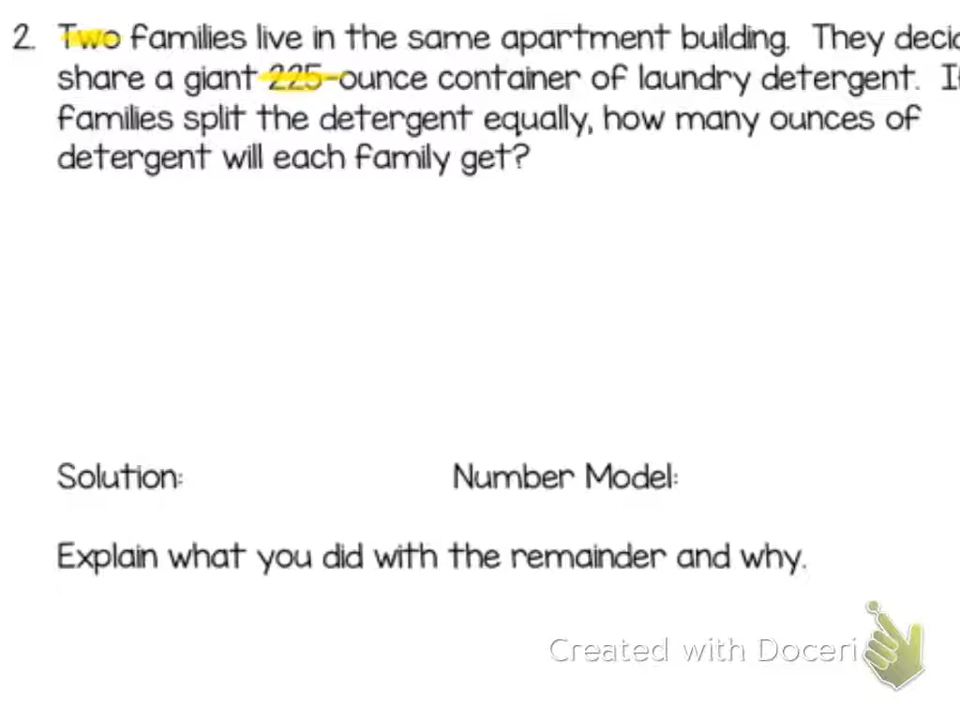 2. Two families live in the same apartment building. They
share a giant 225-ounce container of laundry detergent.
families split the detergent equally, how many ounces of
detergent will each family get?
Solution: Number Model:
Explain what you did with the remainder and why.
Created with Doceri